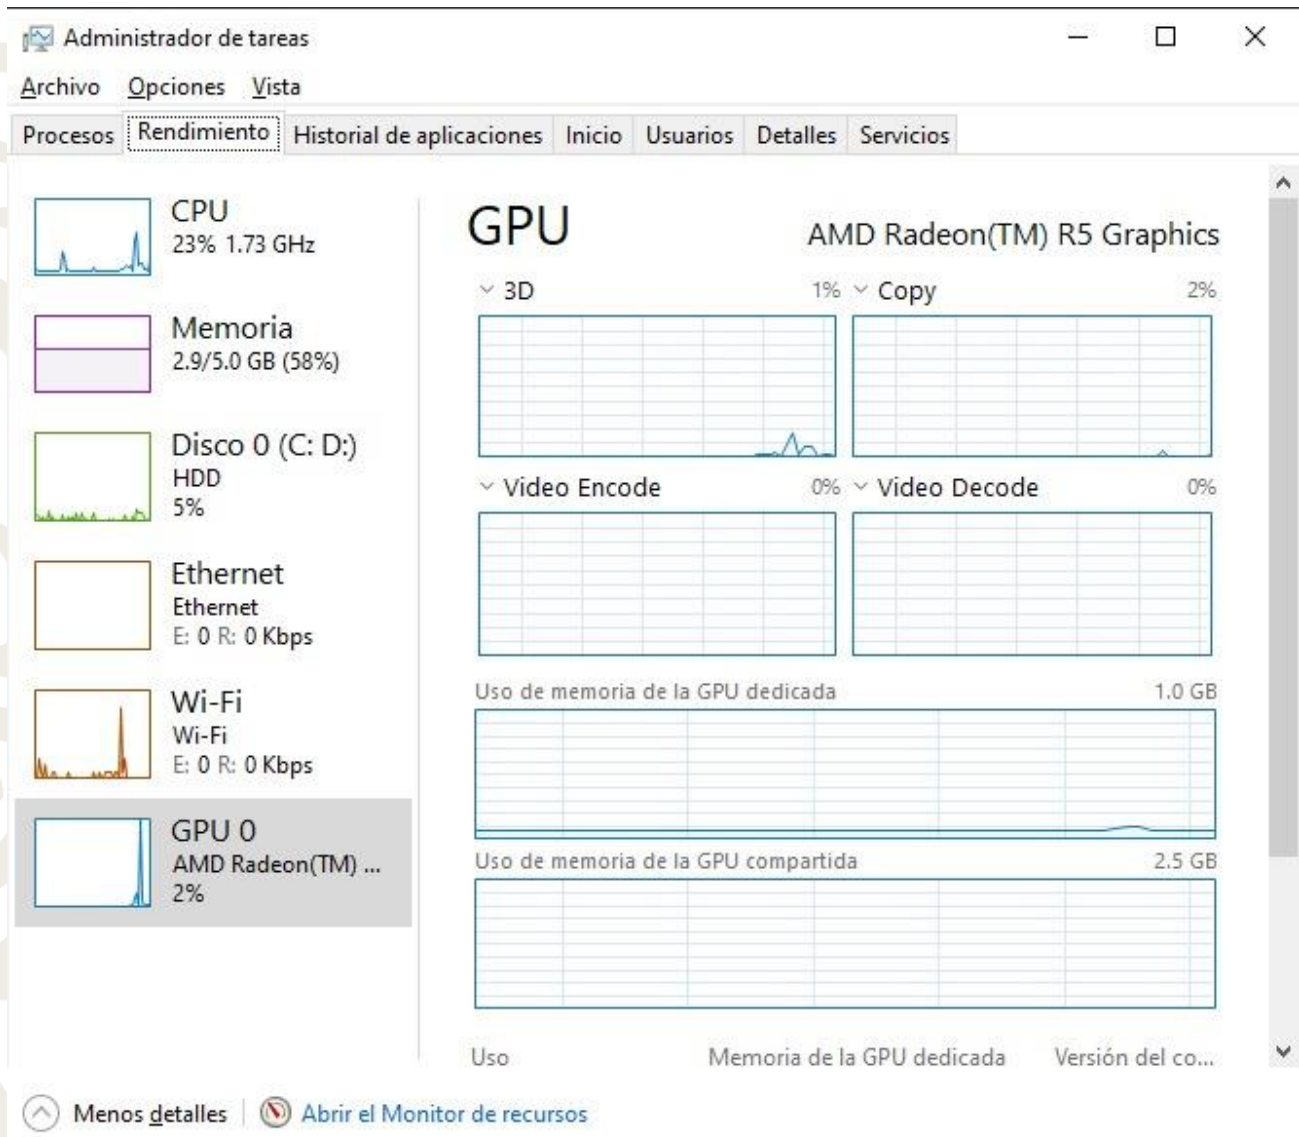 Administrador de tareas
Archivo Opciones Vista
Procesos Rendimiento Historial de aplicaciones Inicio Usuarios Detalles Servicios
CPU
23% 1.73 GHz
Memoria
2.9/5.0 GB (58%)
Disco 0 (C: D:)
HDD
5%
Ethernet
Ethernet
E: 0 R: 0 Kbps
Wi-Fi
Wi-Fi
E: 0 R: 0 Kbps
GPU 0
AMD Radeon(TM) ...
2%
GPU AMD Radeon(TM) R5 Graphics
3D 1% Copy 2%
Video Encode 0% Video Decode 0%
Uso de memoria de la GPU dedicada 1.0 GB
Uso de memoria de la GPU compartida 2.5 GB
Uso Memoria de la GPU dedicada Versión del co...
Menos detalles Abrir el Monitor de recursos